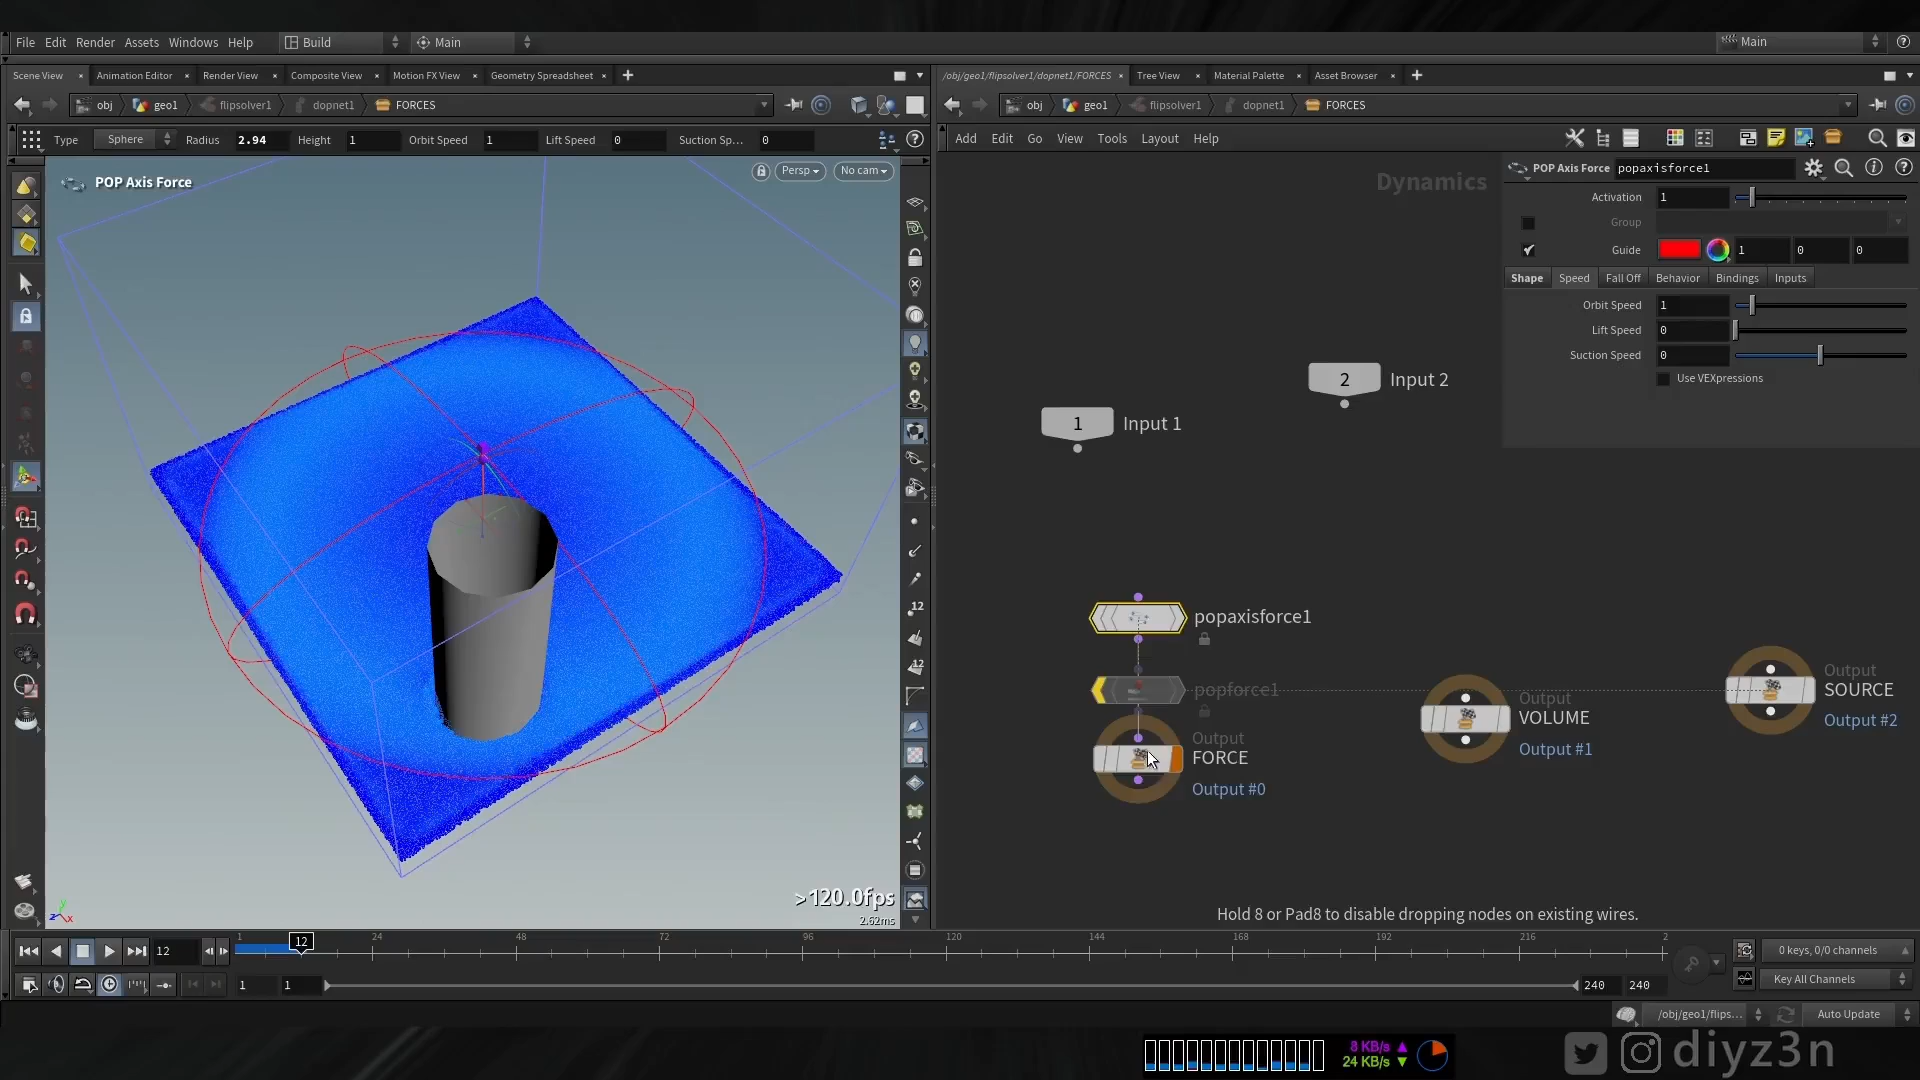 File Edit Render Assets Windows Help Build Main Main
Scene View Animation Editor Render View Composite View Motion FX View Geometry Spreadsheet
/obj/geo1/flipsolver1/dopnet1/FORCES Tree View Material Palette Asset Browser
obj geo1 flipsolver1 dopnet1 FORCES
obj geo1 flipsolver1 dopnet1 FORCES
Type Sphere Radius 2.94 Height 1 Orbit Speed 1 Lift Speed 0 Suction Sp... 0
Add Edit Go View Tools Layout Help
POP Axis Force
Persp No cam
Dynamics
POP Axis Force popaxisforce1
Activation 1
Group
Guide 1 0 0
Shape Speed Fall Off Behavior Bindings Inputs
Orbit Speed 1
Lift Speed 0
Suction Speed 0
Use VEXpressions
2 Input 2
1 Input 1
popaxisforce1
popforce1
Output
FORCE
Output #0
Output
VOLUME
Output #1
Output
SOURCE
Output #2
12
12
>120.0fps
2.62ms
z y x
Hold 8 or Pad8 to disable dropping nodes on existing wires.
12 1 12 24 48 72 96 120 144 168 192 216 2
0 keys, 0/0 channels
1 1 240 240
Key All Channels
/obj/geo1/flips... Auto Update
8 KB/s
24 KB/s
diyz3n